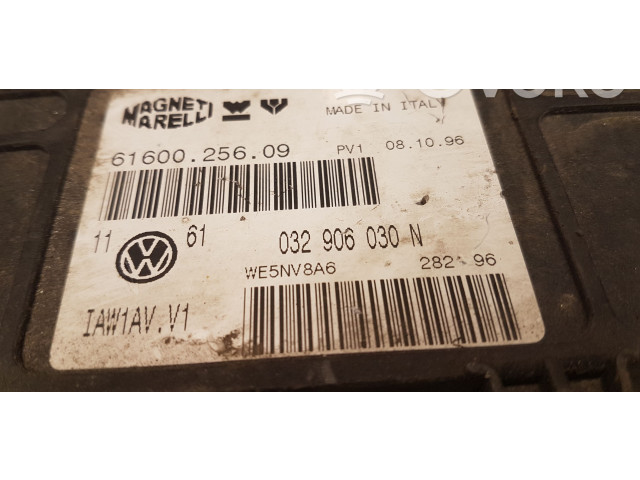 MAGNETI MARELLI
MADE IN ITALY
61600.256.09 PV1 08.10.96
11 61 032 906 030 N
WE5NV8A6 282 96
IAW1AV.V1